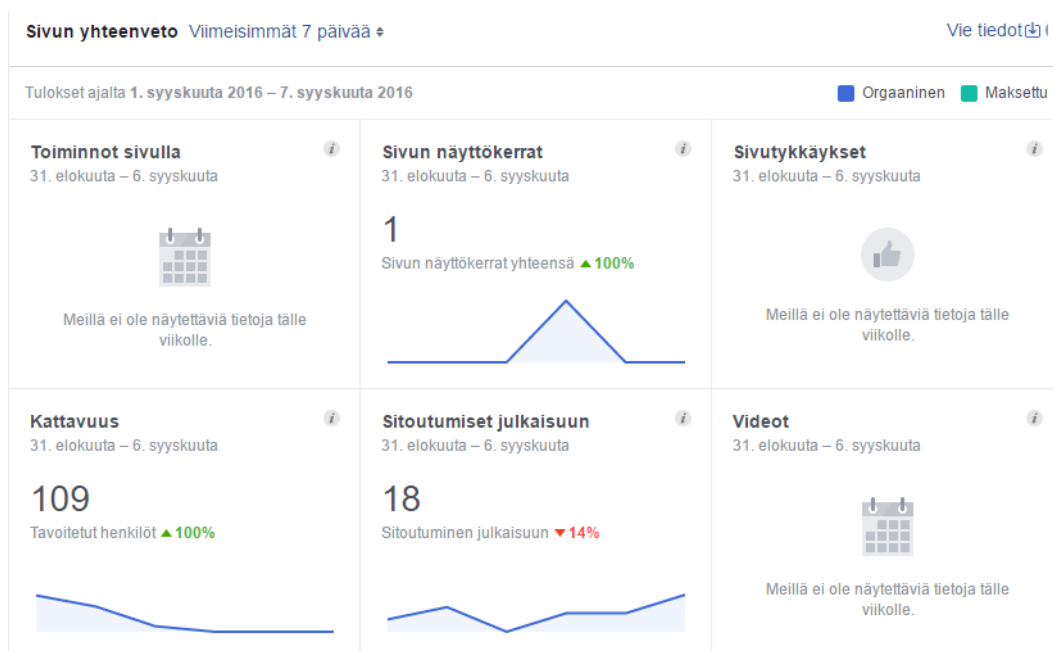 Sivun yhteenveto Viimeisimmät 7 päivää
Vie tiedot
Tulokset ajalta 1. syyskuuta 2016 – 7. syyskuuta 2016
Orgaaninen Maksettu
Toiminnot sivulla
31. elokuuta – 6. syyskuuta
Meillä ei ole näytettäviä tietoja tälle
viikolle.
Sivun näyttökerrat
31. elokuuta – 6. syyskuuta
1
Sivun näyttökerrat yhteensä ▲100%
Sivutykkäykset
31. elokuuta – 6. syyskuuta
Meillä ei ole näytettäviä tietoja tälle
viikolle.
Kattavuus
31. elokuuta – 6. syyskuuta
109
Tavoitetut henkilöt ▲100%
Sitoutumiset julkaisuun
31. elokuuta – 6. syyskuuta
18
Sitoutuminen julkaisuun ▼14%
Videot
31. elokuuta – 6. syyskuuta
Meillä ei ole näytettäviä tietoja tälle
viikolle.